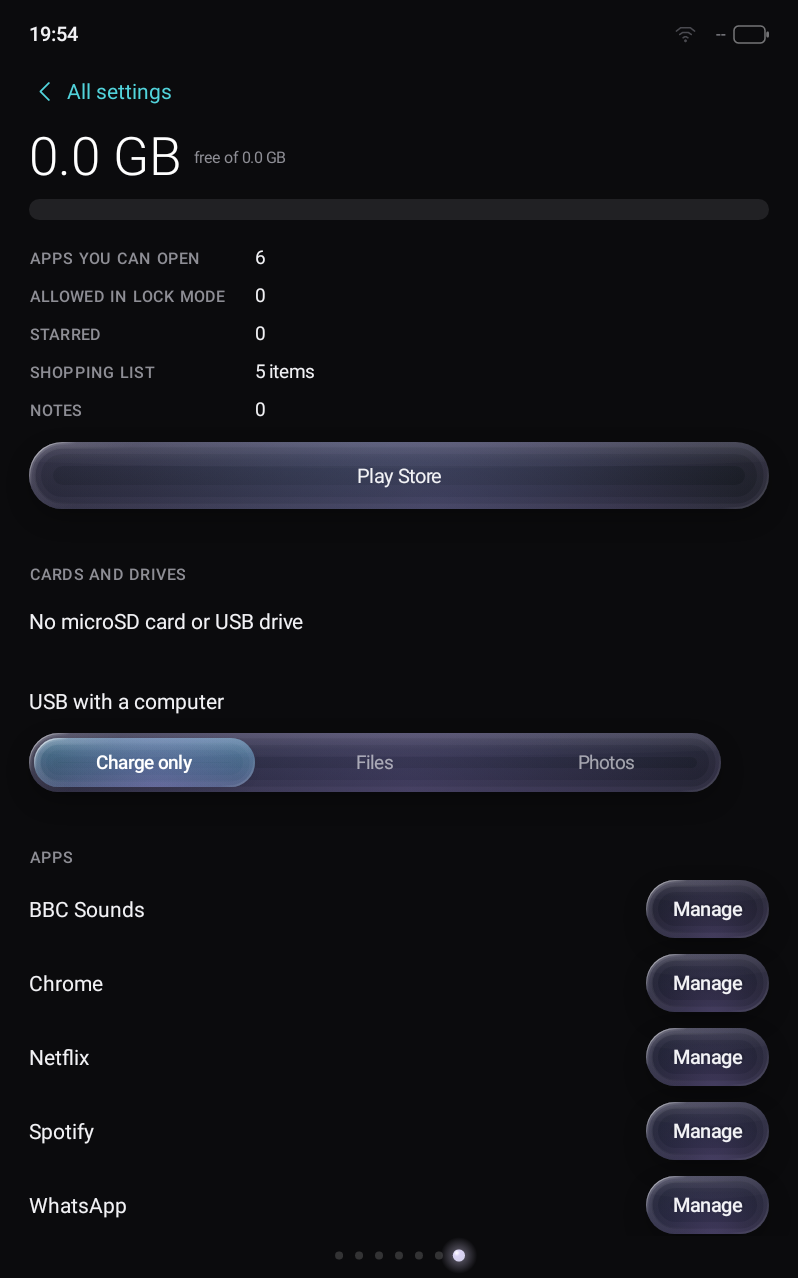 19:54
--
All settings
0.0 GB free of 0.0 GB
APPS YOU CAN OPEN 6
ALLOWED IN LOCK MODE 0
STARRED 0
SHOPPING LIST 5 items
NOTES 0
Play Store
CARDS AND DRIVES
No microSD card or USB drive
USB with a computer
Charge only Files Photos
APPS
BBC Sounds Manage
Chrome Manage
Netflix Manage
Spotify Manage
WhatsApp Manage